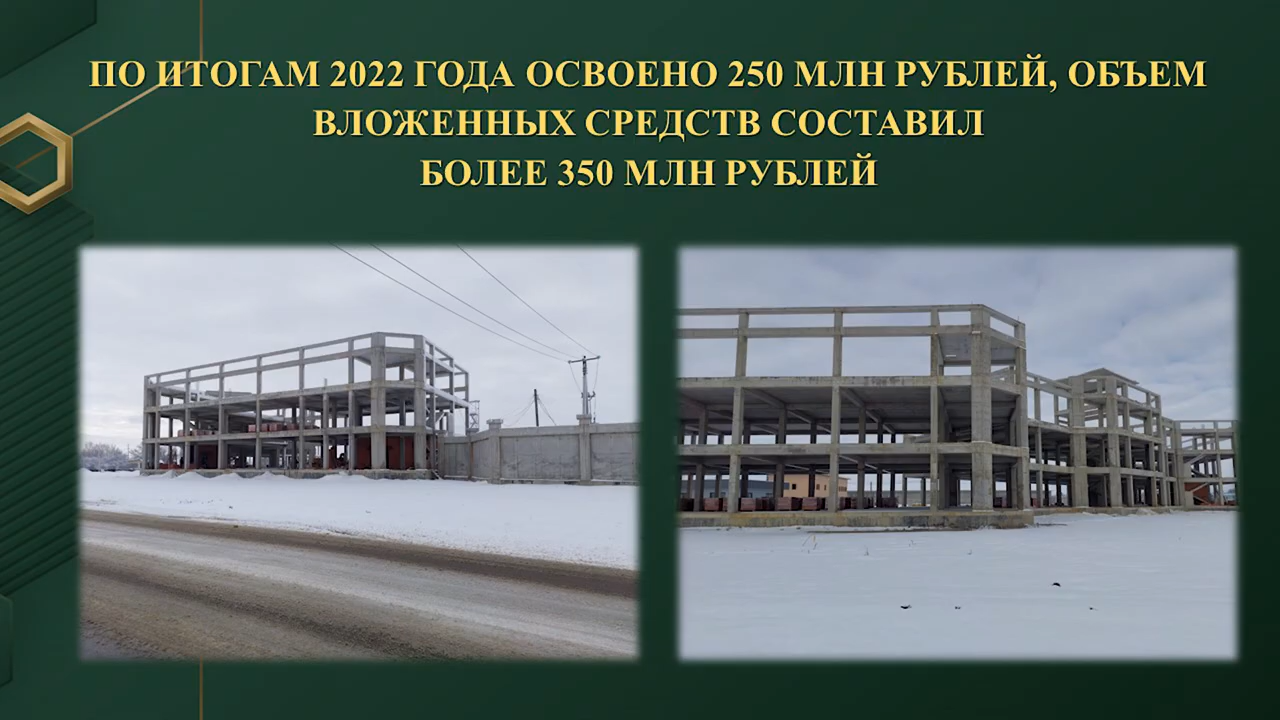 ПО ИТОГАМ 2022 ГОДА ОСВОЕНО 250 МЛН РУБЛЕЙ, ОБЪЕМ
ВЛОЖЕННЫХ СРЕДСТВ СОСТАВИЛ
БОЛЕЕ 350 МЛН РУБЛЕЙ